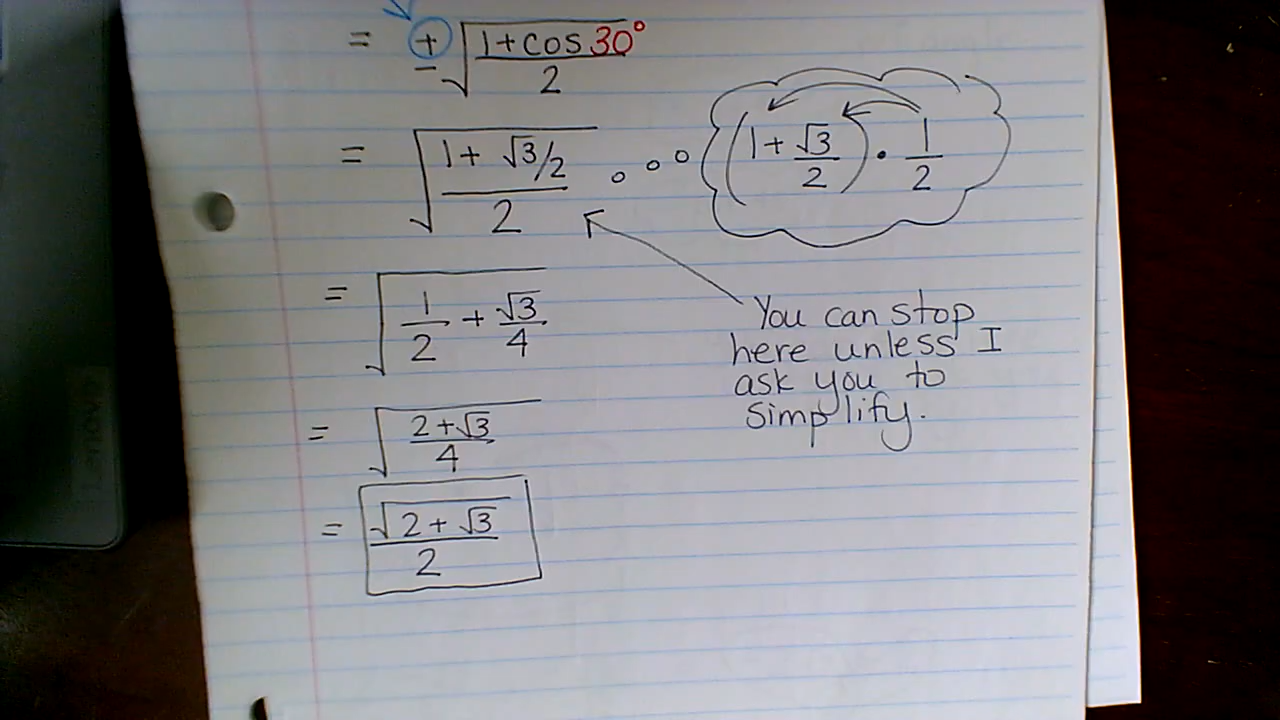 = ±√((1+cos 30°)/2)
= √((1+√3/2)/2) ∘ ∘ ∘ (1+√3/2)·1/2
= √(1/2+√3/4)
You can stop
here unless I
ask you to
simplify.
= √((2+√3)/4)
= √(2+√3)/2